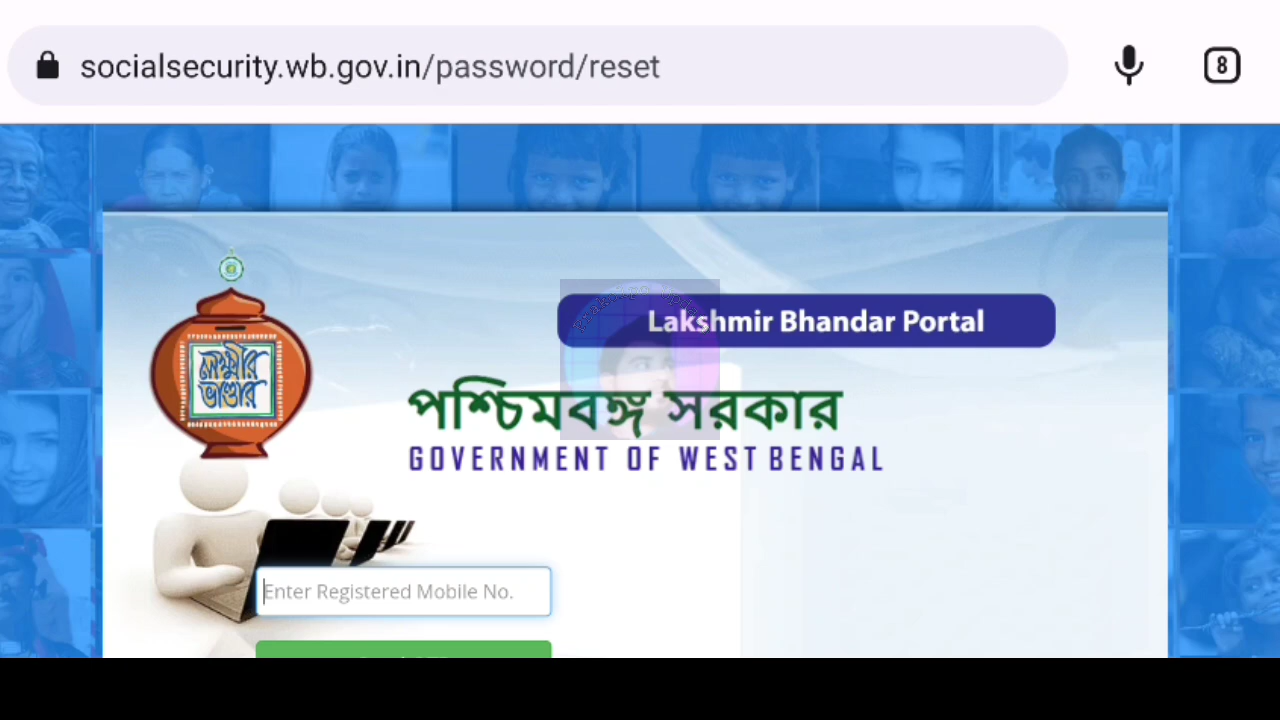 socialsecurity.wb.gov.in/password/reset
8
Lakshmir Bhandar Portal
লক্ষ্মীর
ভাণ্ডার
পশ্চিমবঙ্গ সরকার
GOVERNMENT OF WEST BENGAL
Enter Registered Mobile No.